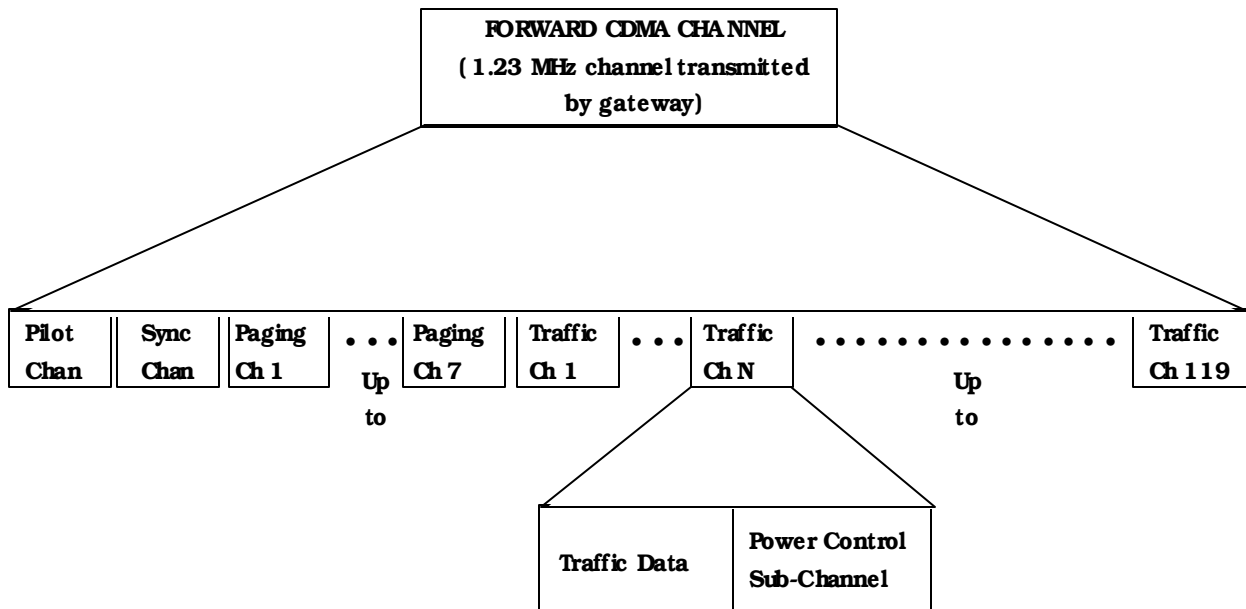 FORWARD CDMA CHANNEL
( 1.23 MHz channel transmitted
by gateway)
Pilot
Chan
Sync
Chan
Paging
Ch 1
• • •
Up
to
Paging
Ch 7
Traffic
Ch 1
• • •
Traffic
Ch N
• • • • • • • • • • • • • • •
Up
to
Traffic
Ch 119
Traffic Data
Power Control
Sub-Channel